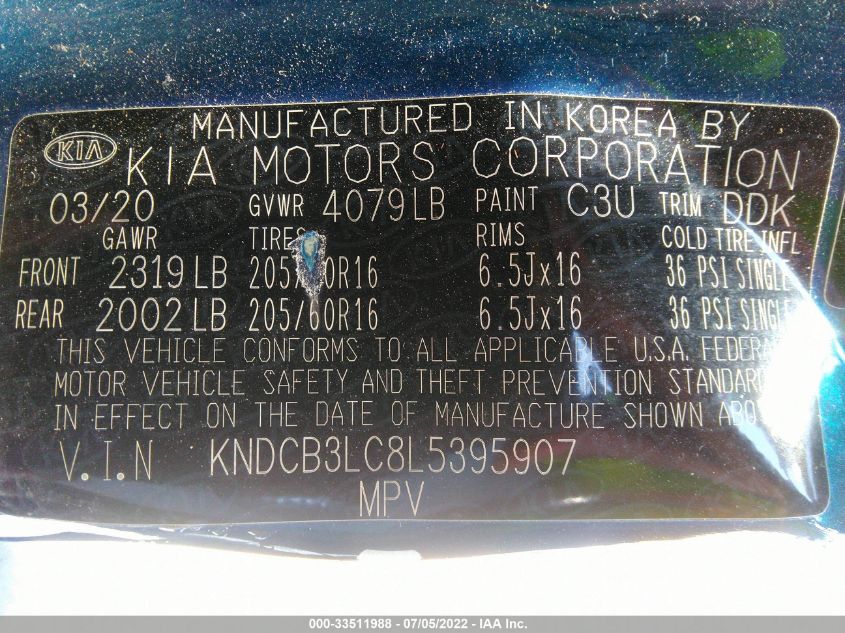 MANUFACTURED IN KOREA BY
KIA KIA MOTORS CORPORATION
03/20 GVWR 4079LB PAINT C3U TRIM DDK
GAWR TIRES RIMS COLD TIRE INFL
FRONT 2319LB 6.5Jx16 36 PSI SINGLE
REAR 2002LB 205/60R16 6.5Jx16 36 PSI SINGLE
THIS VEHICLE CONFORMS TO ALL APPLICABLE U.S.A. FEDERAL
MOTOR VEHICLE SAFETY AND THEFT PREVENTION
IN EFFECT ON THE DATE OF MANUFACTURE SHOWN
V.I.N KNDCB3LC8L5395907
MPV
000-33511988 - 07/05/2022 - IAA Inc.